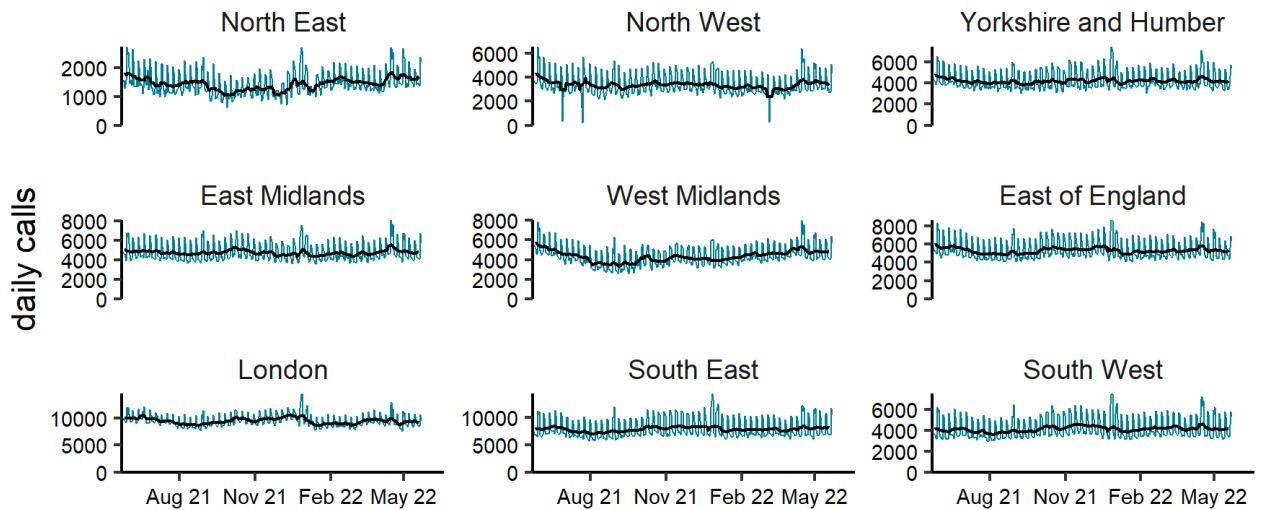 North East
North West
Yorkshire and Humber
2000
1000
0
6000
4000
2000
0
6000
4000
2000
0
daily calls
East Midlands
West Midlands
East of England
8000
6000
4000
2000
0
8000
6000
4000
2000
0
8000
6000
4000
2000
0
London
South East
South West
10000
5000
0
10000
5000
0
6000
4000
2000
0
Aug 21 Nov 21 Feb 22 May 22
Aug 21 Nov 21 Feb 22 May 22
Aug 21 Nov 21 Feb 22 May 22